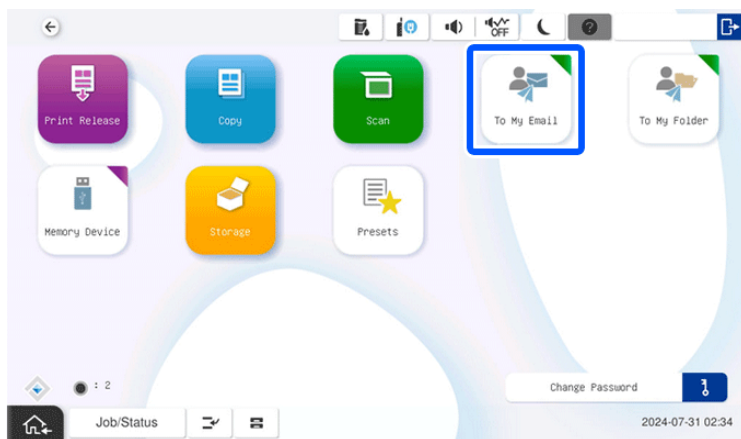 OFF
?
Print Release
Copy
Scan
To My Email
To My Folder
Memory Device
Storage
Presets
: 2
Change Password
Job/Status
2024-07-31 02:34